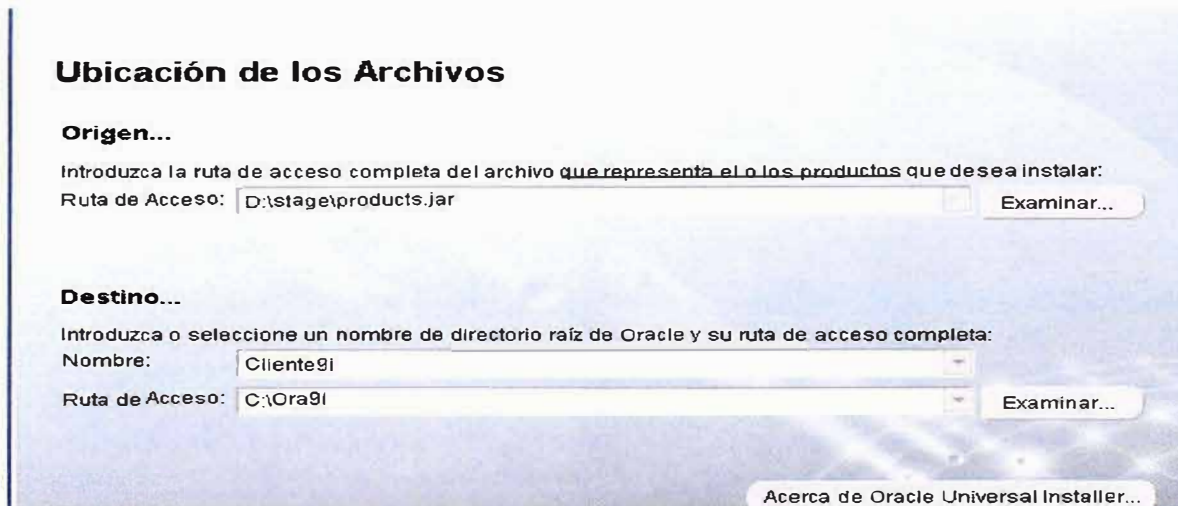 Ubicación de los Archivos
Origen...
Introduzca la ruta de acceso completa del archivo que representa el o los productos que desea instalar:
Ruta de Acceso: D:\stage\products.jar Examinar...
Destino...
Introduzca o seleccione un nombre de directorio raíz de Oracle y su ruta de acceso completa:
Nombre: Cliente9i
Ruta de Acceso: C:\Ora9i Examinar...
Acerca de Oracle Universal Installer...